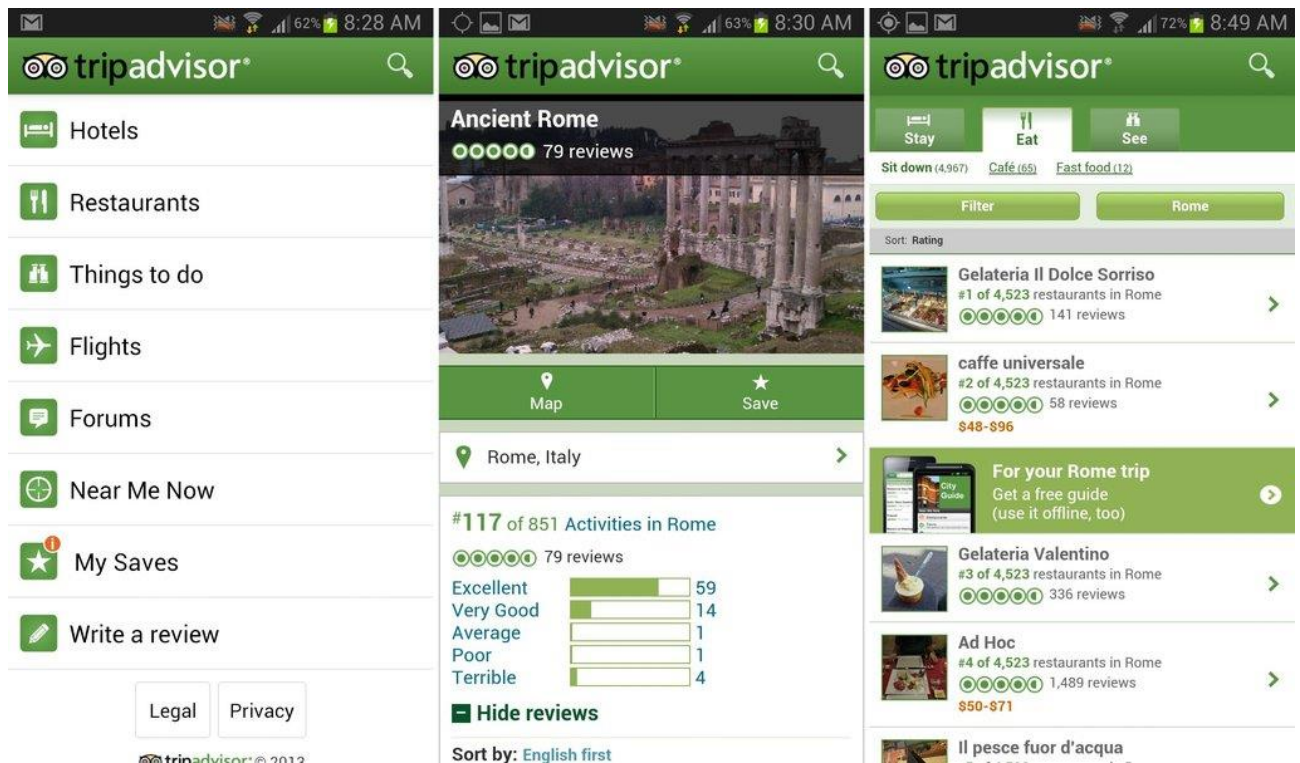 62% 8:28 AM
tripadvisor®
Hotels
Restaurants
Things to do
Flights
Forums
Near Me Now
My Saves
Write a review
Legal Privacy
tripadvisor® © 2013
63% 8:30 AM
tripadvisor®
Ancient Rome
79 reviews
Map Save
Rome, Italy
#117 of 851 Activities in Rome
79 reviews
Excellent 59
Very Good 14
Average 1
Poor 1
Terrible 4
Hide reviews
Sort by: English first
72% 8:49 AM
tripadvisor®
Stay Eat See
Sit down (4,967) Café (65) Fast food (12)
Filter Rome
Sort: Rating
Gelateria Il Dolce Sorriso
#1 of 4,523 restaurants in Rome
141 reviews
caffe universale
#2 of 4,523 restaurants in Rome
58 reviews
$48-$96
City
Guide
For your Rome trip
Get a free guide
(use it offline, too)
Gelateria Valentino
#3 of 4,523 restaurants in Rome
336 reviews
Ad Hoc
#4 of 4,523 restaurants in Rome
1,489 reviews
$50-$71
Il pesce fuor d'acqua